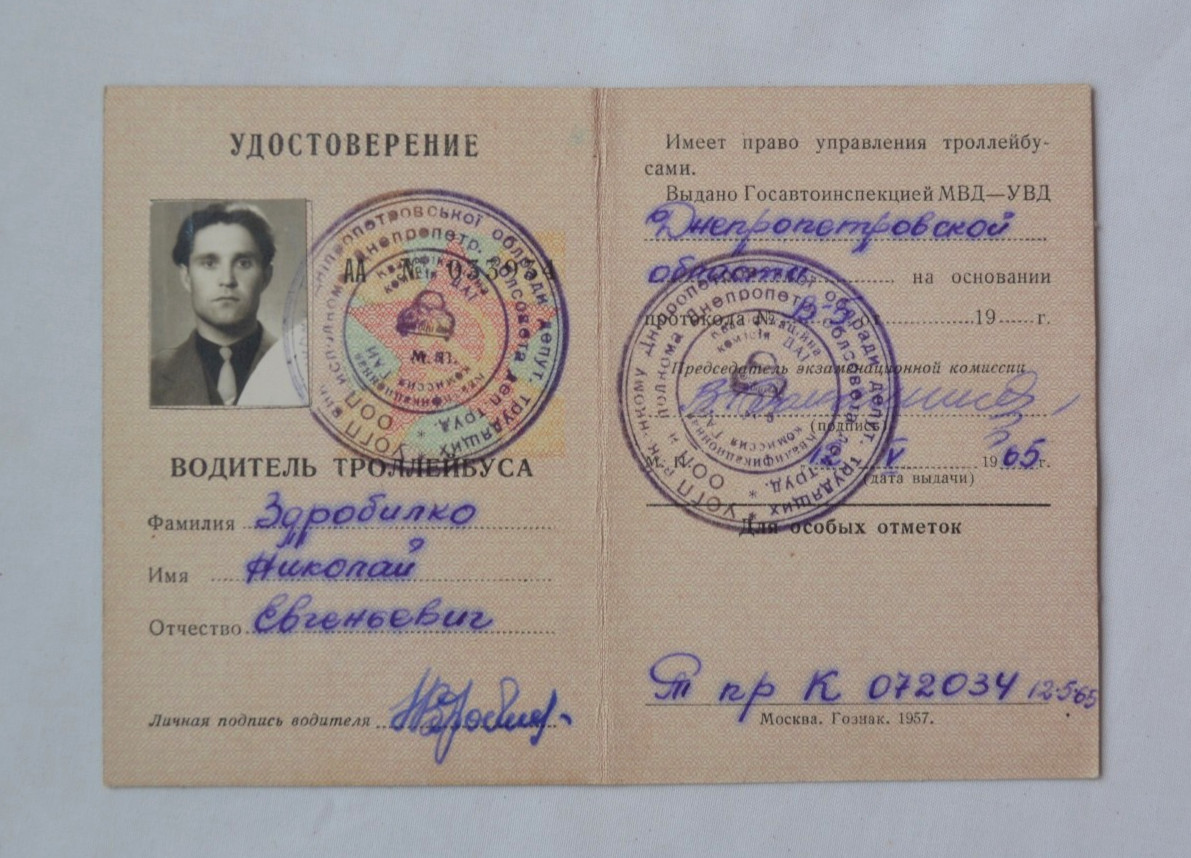 УДОСТОВЕРЕНИЕ
АА №
М. П.
ВОДИТЕЛЬ ТРОЛЛЕЙБУСА
Фамилия Здробилко
Имя Николай
Отчество Евгеньевич
Личная подпись водителя
Имеет право управления троллейбу-
сами.
Выдано Госавтоинспекцией МВД—УВД
Днепропетровской
области на основании
протокола № от 19 г.
Председатель экзаменационной комиссии
(подпись)
М. П. 12 V 1965 г.
(дата выдачи)
Для особых отметок
Т пр К 072034 12-5-65
Москва. Гознак. 1957.